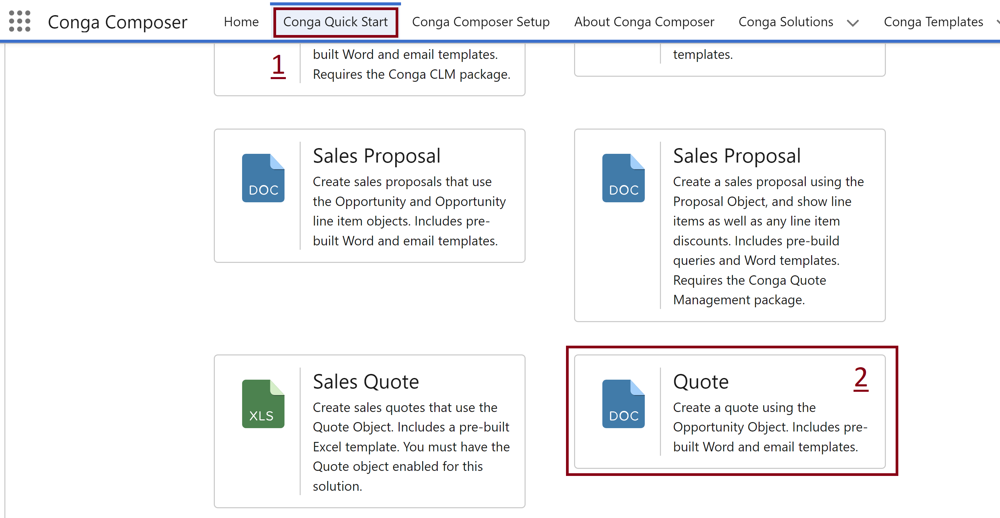 Conga Composer
Home
Conga Quick Start
Conga Composer Setup
About Conga Composer
Conga Solutions
Conga Templates
1
built Word and email templates.
Requires the Conga CLM package.
templates.
DOC
Sales Proposal
Create sales proposals that use
the Opportunity and Opportunity
line item objects. Includes pre-
built Word and email templates.
DOC
Sales Proposal
Create a sales proposal using the
Proposal Object, and show line
items as well as any line item
discounts. Includes pre-build
queries and Word templates.
Requires the Conga Quote
Management package.
XLS
Sales Quote
Create sales quotes that use the
Quote Object. Includes a pre-built
Excel template. You must have the
Quote object enabled for this
solution.
DOC
Quote
2
Create a quote using the
Opportunity Object. Includes pre-
built Word and email templates.